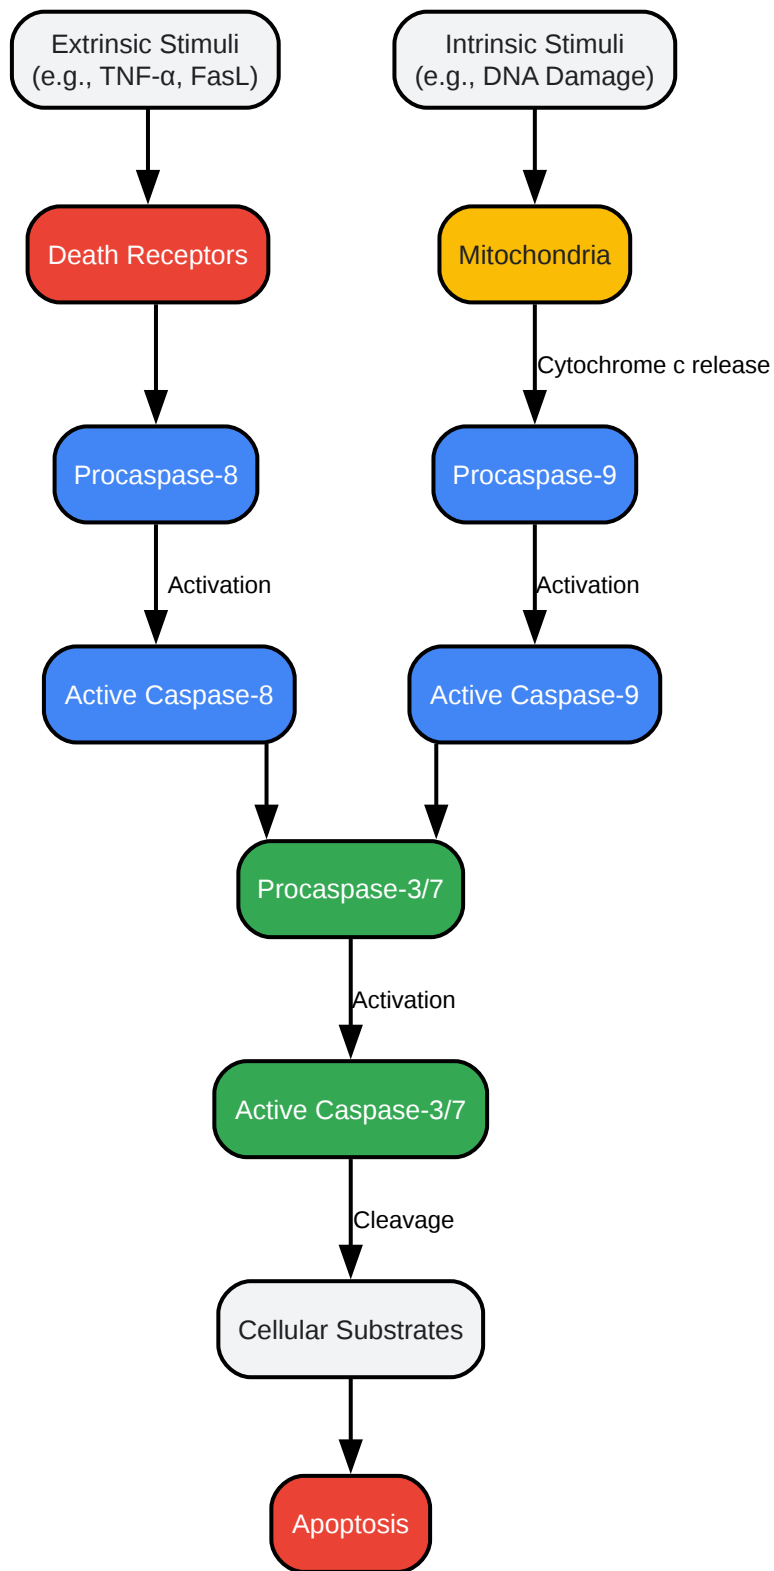 Extrinsic Stimuli
(e.g., TNF-α, FasL)
Intrinsic Stimuli
(e.g., DNA Damage)
Death Receptors
Mitochondria
Cytochrome c release
Procaspase-8
Procaspase-9
Activation
Activation
Active Caspase-8
Active Caspase-9
Procaspase-3/7
Activation
Active Caspase-3/7
Cleavage
Cellular Substrates
Apoptosis